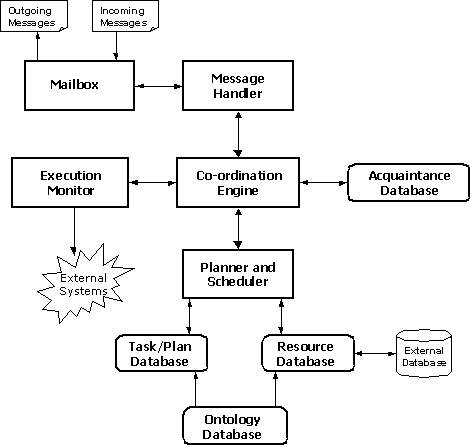 Outgoing
Messages
Incoming
Messages
Mailbox
Message
Handler
Execution
Monitor
Co-ordination
Engine
Acquaintance
Database
External
Systems
Planner and
Scheduler
Task/Plan
Database
Resource
Database
External
Database
Ontology
Database